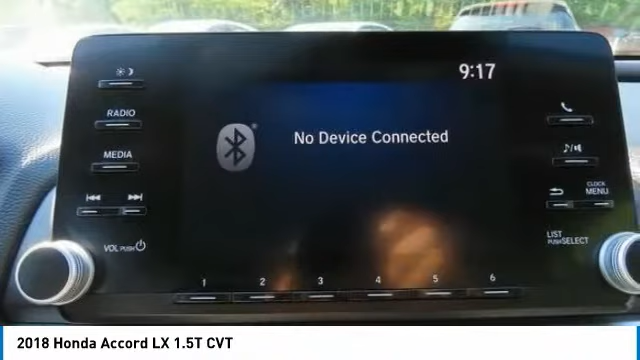 9:17
RADIO
MEDIA
No Device Connected
CLOCK
MENU
VOL PUSH
LIST
PUSH SELECT
1 2 3 4 5 6
2018 Honda Accord LX 1.5T CVT